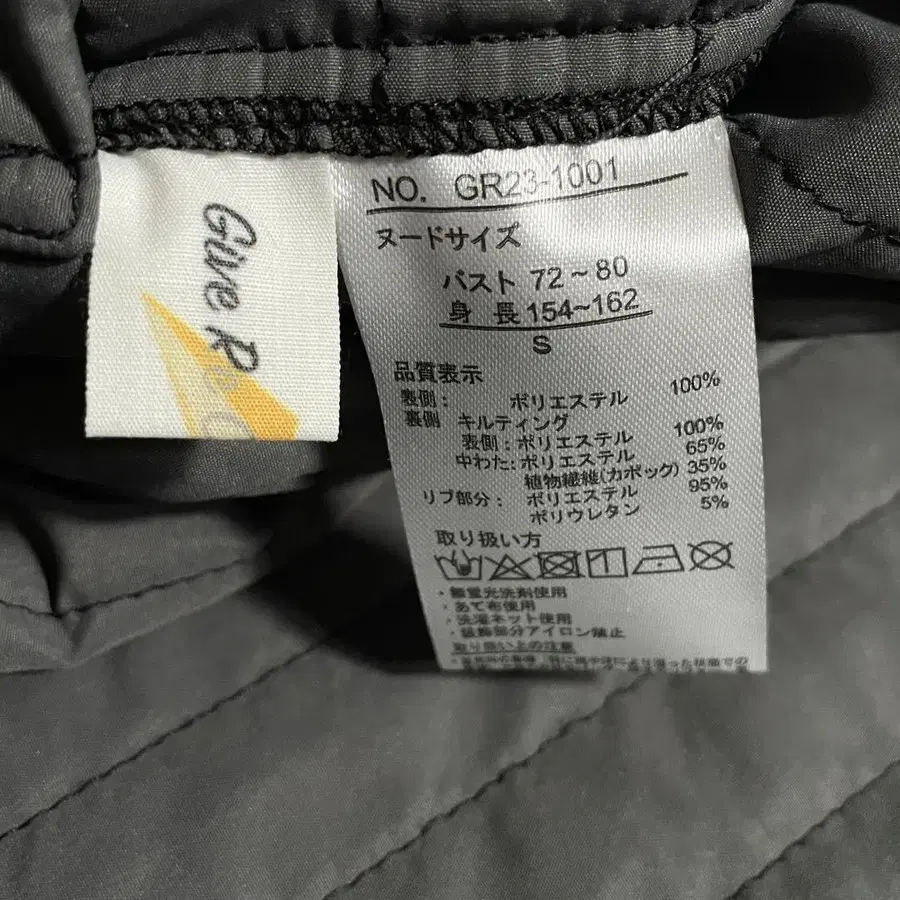 Give R
NO. GR23-1001
ヌードサイズ
バスト 72~80
身 長 154~162
S
品質表示
表側: ポリエステル 100%
裏側 キルティング
表側:ポリエステル 100%
中わた:ポリエステル 65%
植物繊維(カポック) 35%
リブ部分: ポリエステル 95%
ポリウレタン 5%
取り扱い方
・無蛍光洗剤使用
・あて布使用
・洗濯ネット使用
・装飾部分アイロン禁止
取り扱い上の注意